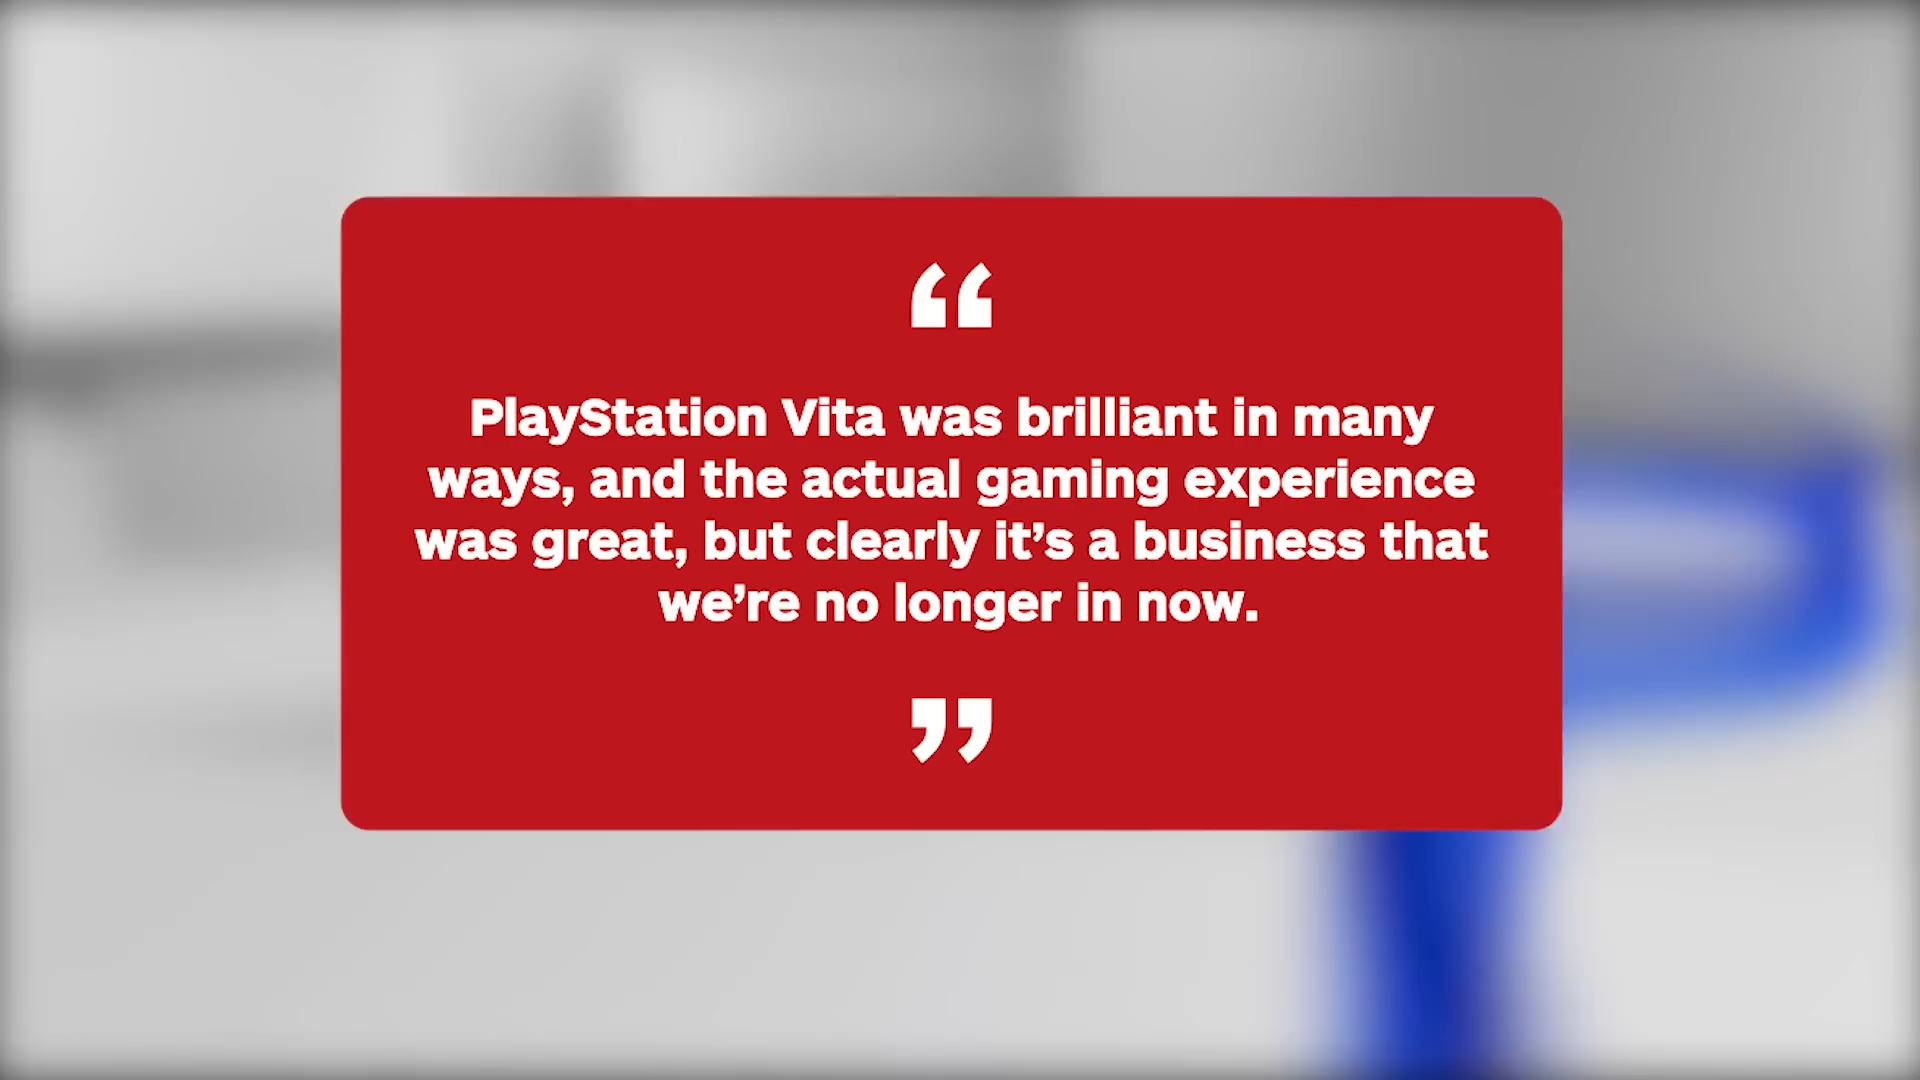 “
PlayStation Vita was brilliant in many
ways, and the actual gaming experience
was great, but clearly it’s a business that
we’re no longer in now.
”